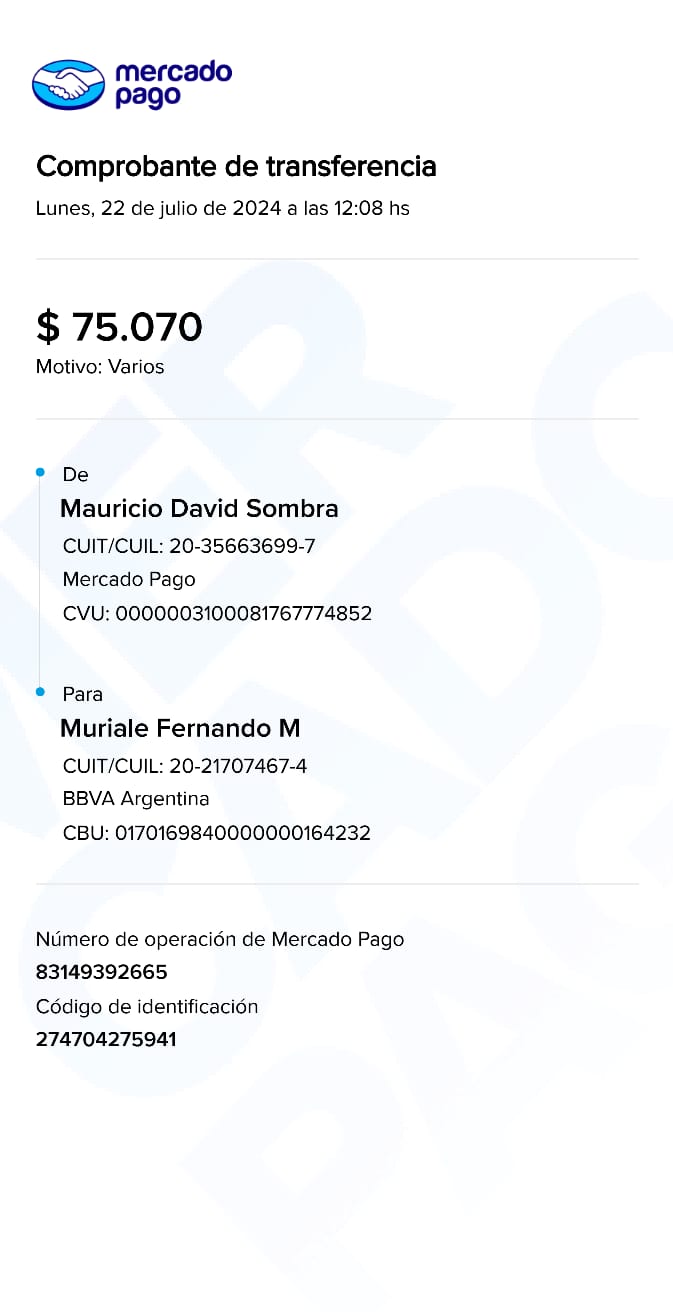 mercado
pago
Comprobante de transferencia
Lunes, 22 de julio de 2024 a las 12:08 hs
$ 75.070
Motivo: Varios
De
Mauricio David Sombra
CUIT/CUIL: 20-35663699-7
Mercado Pago
CVU: 0000003100081767774852
Para
Muriale Fernando M
CUIT/CUIL: 20-21707467-4
BBVA Argentina
CBU: 0170169840000000164232
Número de operación de Mercado Pago
83149392665
Código de identificación
274704275941